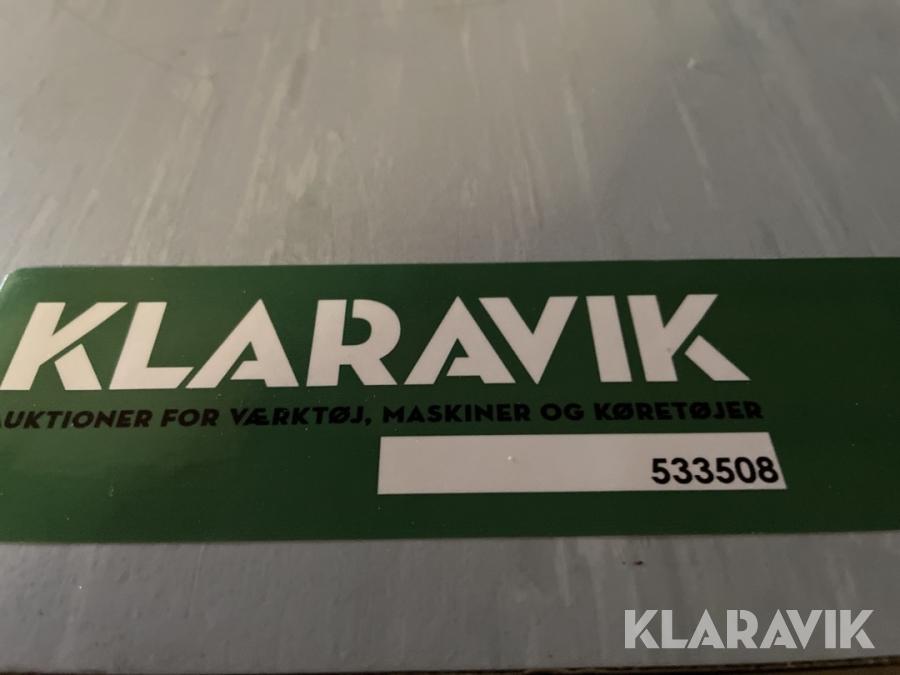 KLARAVIK
AUKTIONER FOR VÆRKTØJ, MASKINER OG KØRETØJER
533508
KLARAVIK